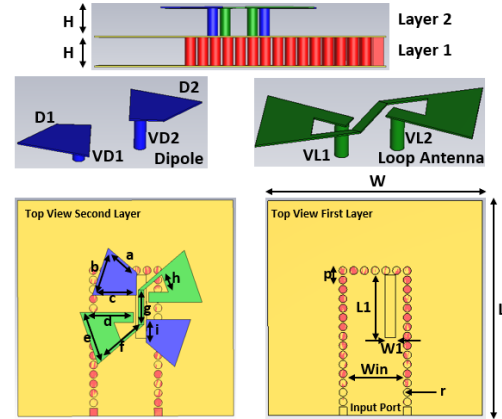 H
Layer 2
H
Layer 1
D1
VD1
D2
VD2
Dipole
VL1
VL2
Loop Antenna
W
Top View Second Layer
a
b
c
h
g
d
e
f
i
Top View First Layer
p
L1
W1
Win
r
Input Port
L